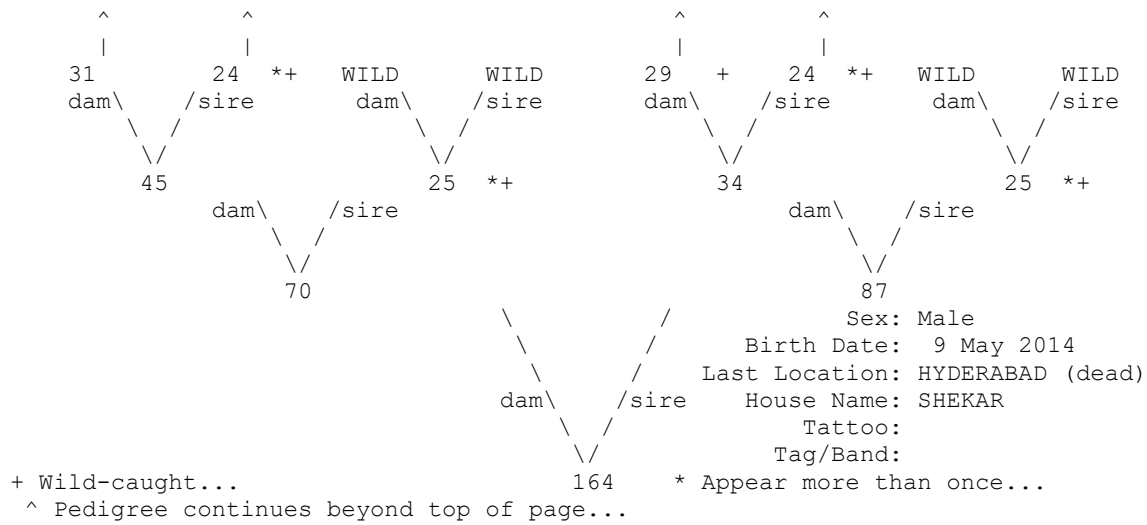 ^ ^ ^ ^
| | | |
31 24 *+ WILD WILD 29 + 24 *+ WILD WILD
dam\ /sire dam\ /sire dam\ /sire dam\ /sire
\ / \ / \ / \ /
\/ \/ \/ \/
45 25 *+ 34 25 *+
dam\ /sire dam\ /sire
\ / \ /
\/ \/
70 87
\ / Sex: Male
\ / Birth Date: 9 May 2014
\ / Last Location: HYDERABAD (dead)
dam\ /sire House Name: SHEKAR
\ / Tattoo:
\/ Tag/Band:
+ Wild-caught... 164 * Appear more than once...
^ Pedigree continues beyond top of page...